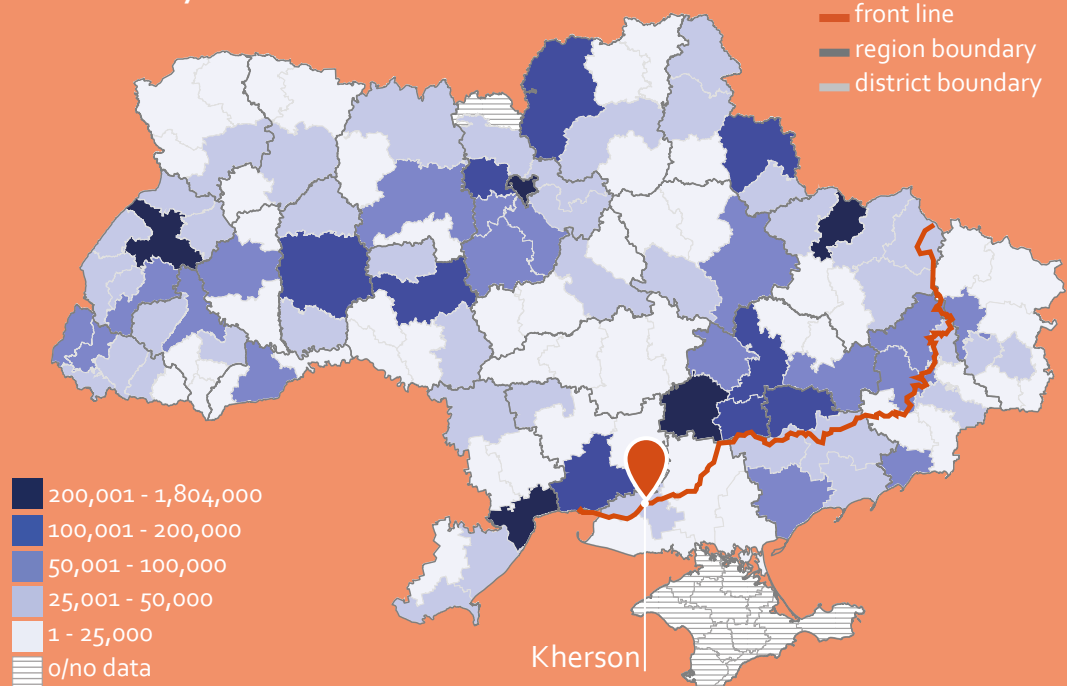 front line
region boundary
district boundary
200,001 - 1,804,000
100,001 - 200,000
50,001 - 100,000
25,001 - 50,000
1 - 25,000
0/no data
Kherson